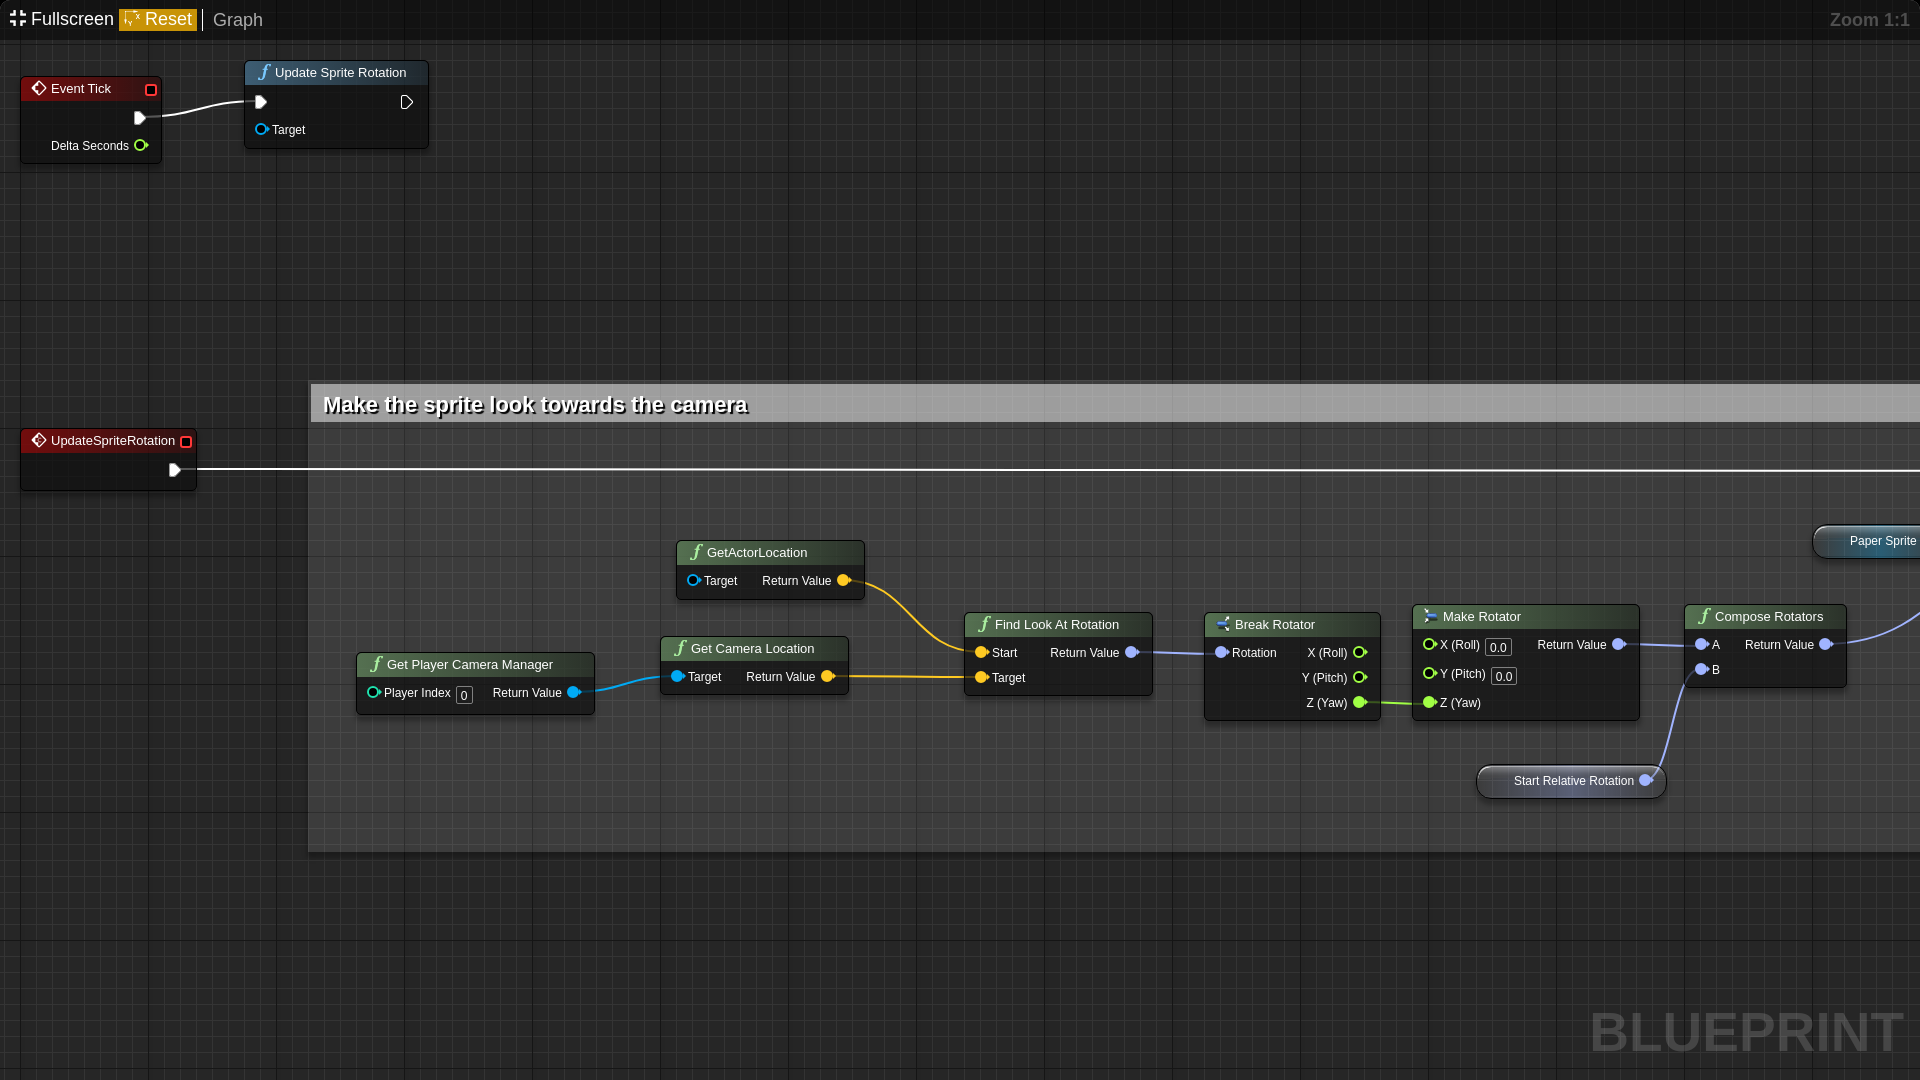 Fullscreen Reset Graph Zoom 1:1
Event Tick
Delta Seconds
Update Sprite Rotation
Target
Make the sprite look towards the camera
UpdateSpriteRotation
Paper Sprite
GetActorLocation
Target Return Value
Get Player Camera Manager
Player Index 0 Return Value
Get Camera Location
Target Return Value
Find Look At Rotation
Start Return Value
Target
Break Rotator
Rotation X (Roll)
Y (Pitch)
Z (Yaw)
Make Rotator
X (Roll) 0.0 Return Value
Y (Pitch) 0.0
Z (Yaw)
Compose Rotators
A Return Value
B
Start Relative Rotation
BLUEPRINT